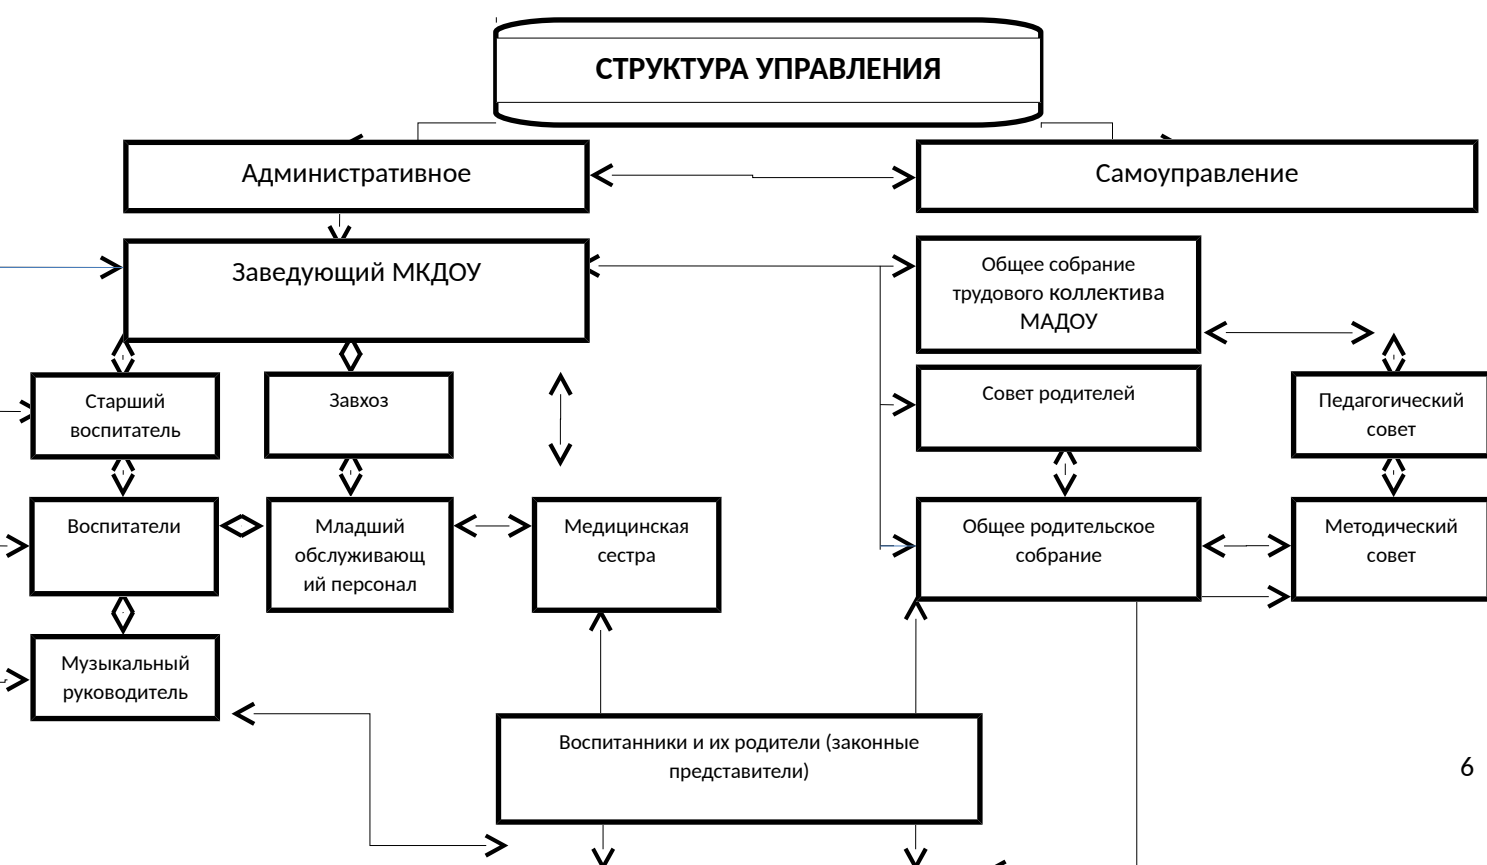 СТРУКТУРА УПРАВЛЕНИЯ
Административное
Самоуправление
Заведующий МКДОУ
Общее собрание
трудового коллектива
МАДОУ
Старший
воспитатель
Завхоз
Совет родителей
Педагогический
совет
Воспитатели
Младший
обслуживающ
ий персонал
Медицинская
сестра
Общее родительское
собрание
Методический
совет
Музыкальный
руководитель
Воспитанники и их родители (законные
представители)
6